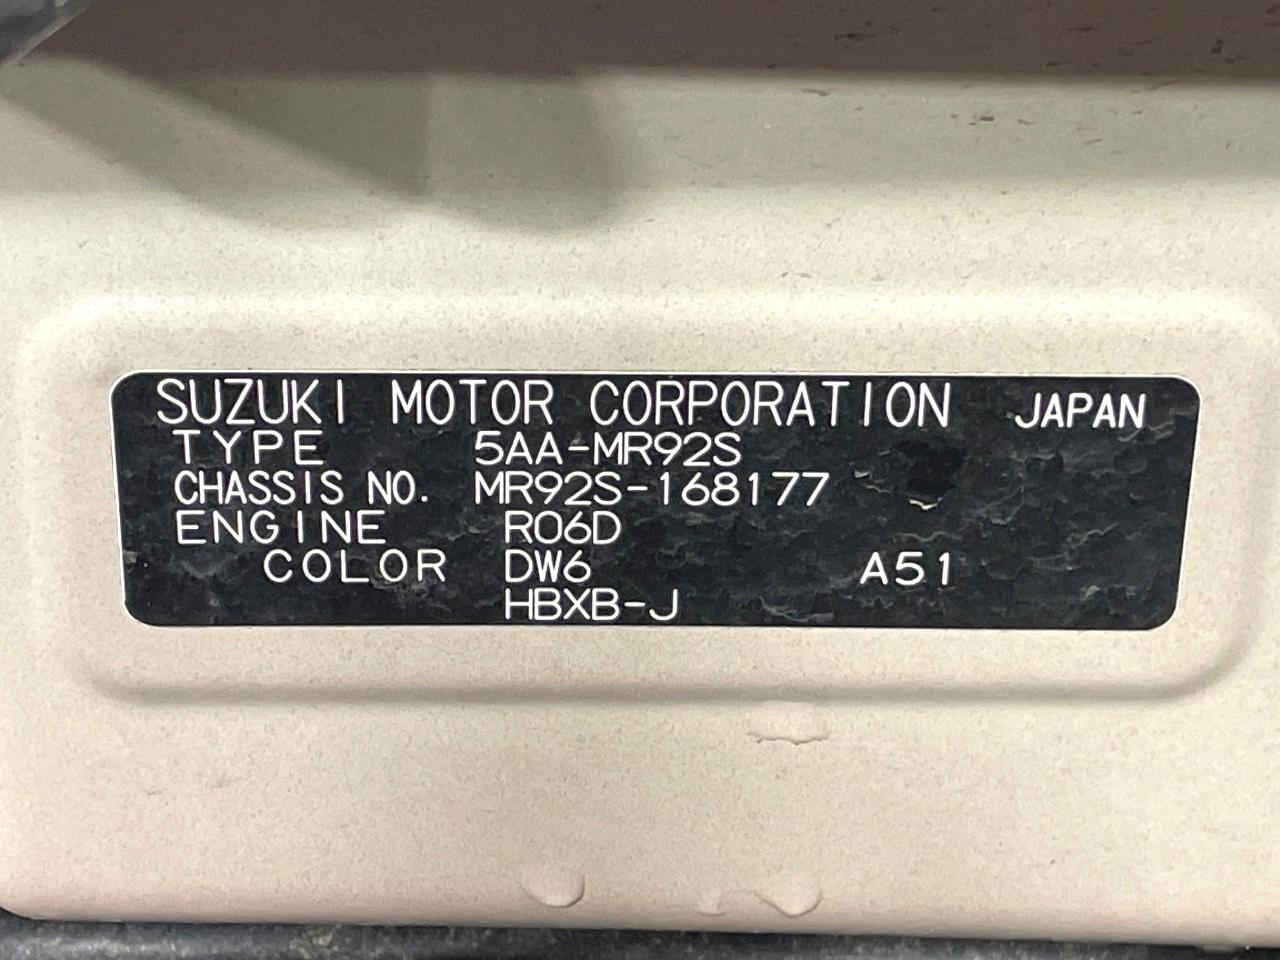 SUZUKI MOTOR CORPORATION JAPAN
TYPE 5AA-MR92S
CHASSIS NO. MR92S-168177
ENGINE R06D
COLOR DW6 A51
HBXB-J